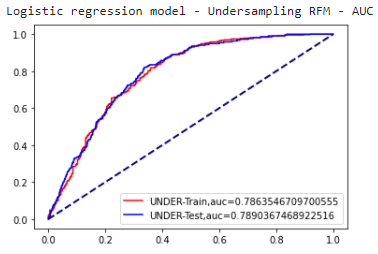 Logistic regression model - Undersampling RFM - AUC
1.0
0.8
0.6
0.4
0.2
0.0
UNDER-Train,auc=0.7863546709700555
UNDER-Test,auc=0.7890367468922516
0.0 0.2 0.4 0.6 0.8 1.0